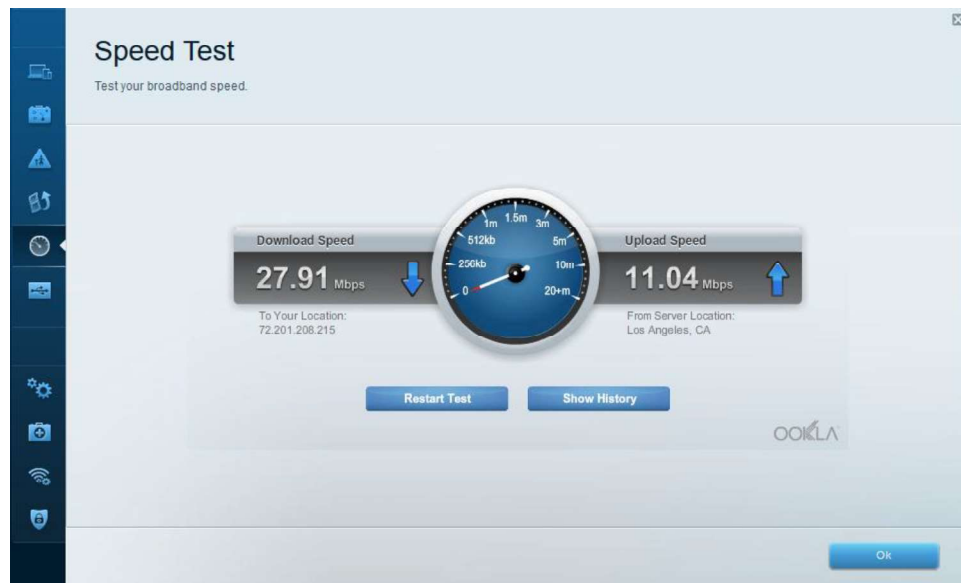 Speed Test
Test your broadband speed.
Download Speed
27.91 Mbps
To Your Location:
72.201.208.215
0
256kb
512kb
1m
1.5m
3m
5m
10m
20+m
Upload Speed
11.04 Mbps
From Server Location:
Los Angeles, CA
Restart Test
Show History
OOKLA
Ok